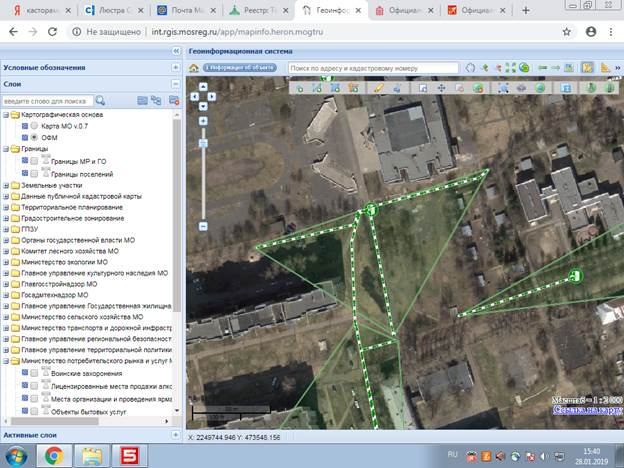 касторам
Люстра С
Почта Ма
Реестр: Та
Геоинфор
Официал
Официал
Не защищено | int.rgis.mosreg.ru/app/mapinfo.heron.mogtru
Геоинформационная система
Условные обозначения
Информация об объекте
Поиск по адресу и кадастровому номеру
Слои
введите слово для поиска
Картографическая основа
Карта МО v.0.7
ОФМ
Границы
Границы МР и ГО
Границы поселений
Земельные участки
Данные публичной кадастровой карты
Территориальное планирование
Градостроительное зонирование
ГПЗУ
Органы государственной власти МО
Комитет лесного хозяйства МО
Министерство экологии МО
Главное управление культурного наследия МО
Главгосстройнадзор МО
Госадмтехнадзор МО
Главное управление Государственная жилищна
Министерство сельского хозяйства МО
Министерство транспорта и дорожной инфрастр
Главное управление региональной безопасност
Главное управление территориальной политики
Министерство потребительского рынка и услуг М
Воинские захоронения
Лицензированные места продажи алко
Места организации и проведения ярма
Объекты бытовых услуг
Масштаб = 1 : 2 000
Ссылка на карту
Активные слои
X: 2249744.946 Y: 473548.156
RU
15:40
28.01.2019